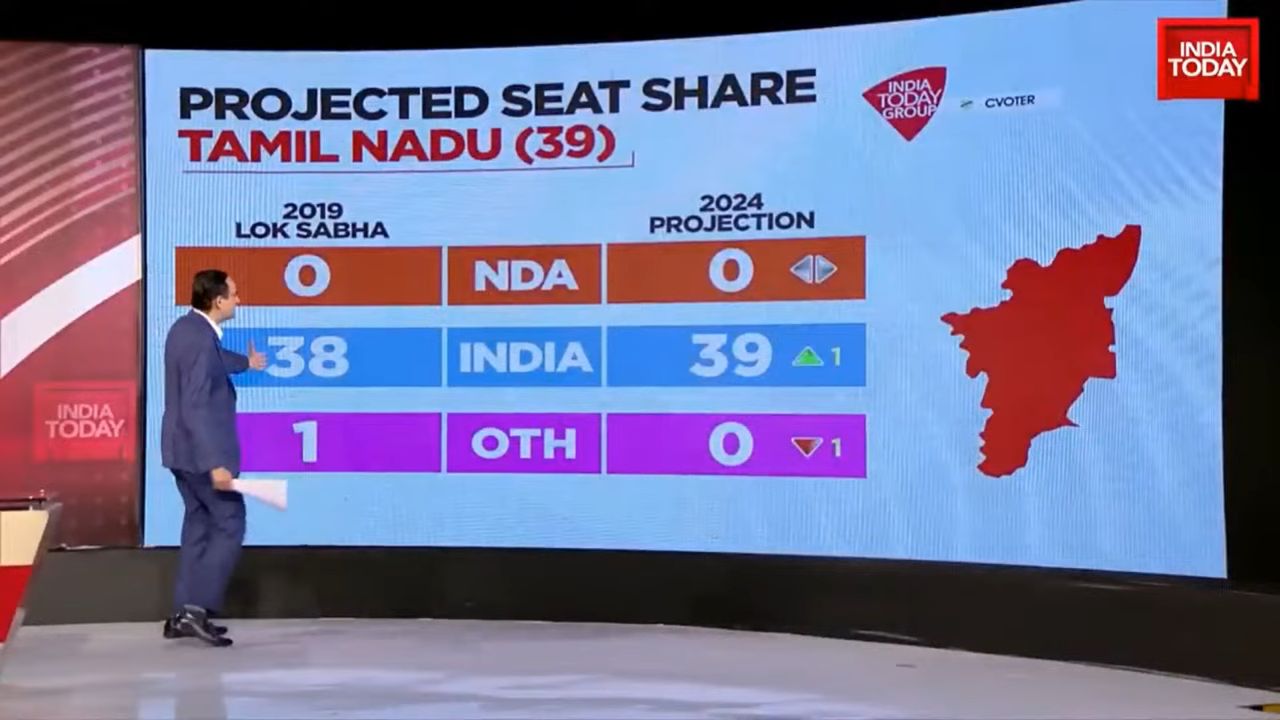 INDIA
TODAY
PROJECTED SEAT SHARE
TAMIL NADU (39)
INDIA
TODAY
GROUP
CVOTER
2019
LOK SABHA
2024
PROJECTION
0 NDA 0
38 INDIA 39 1
1 OTH 0 1
INDIA
TODAY